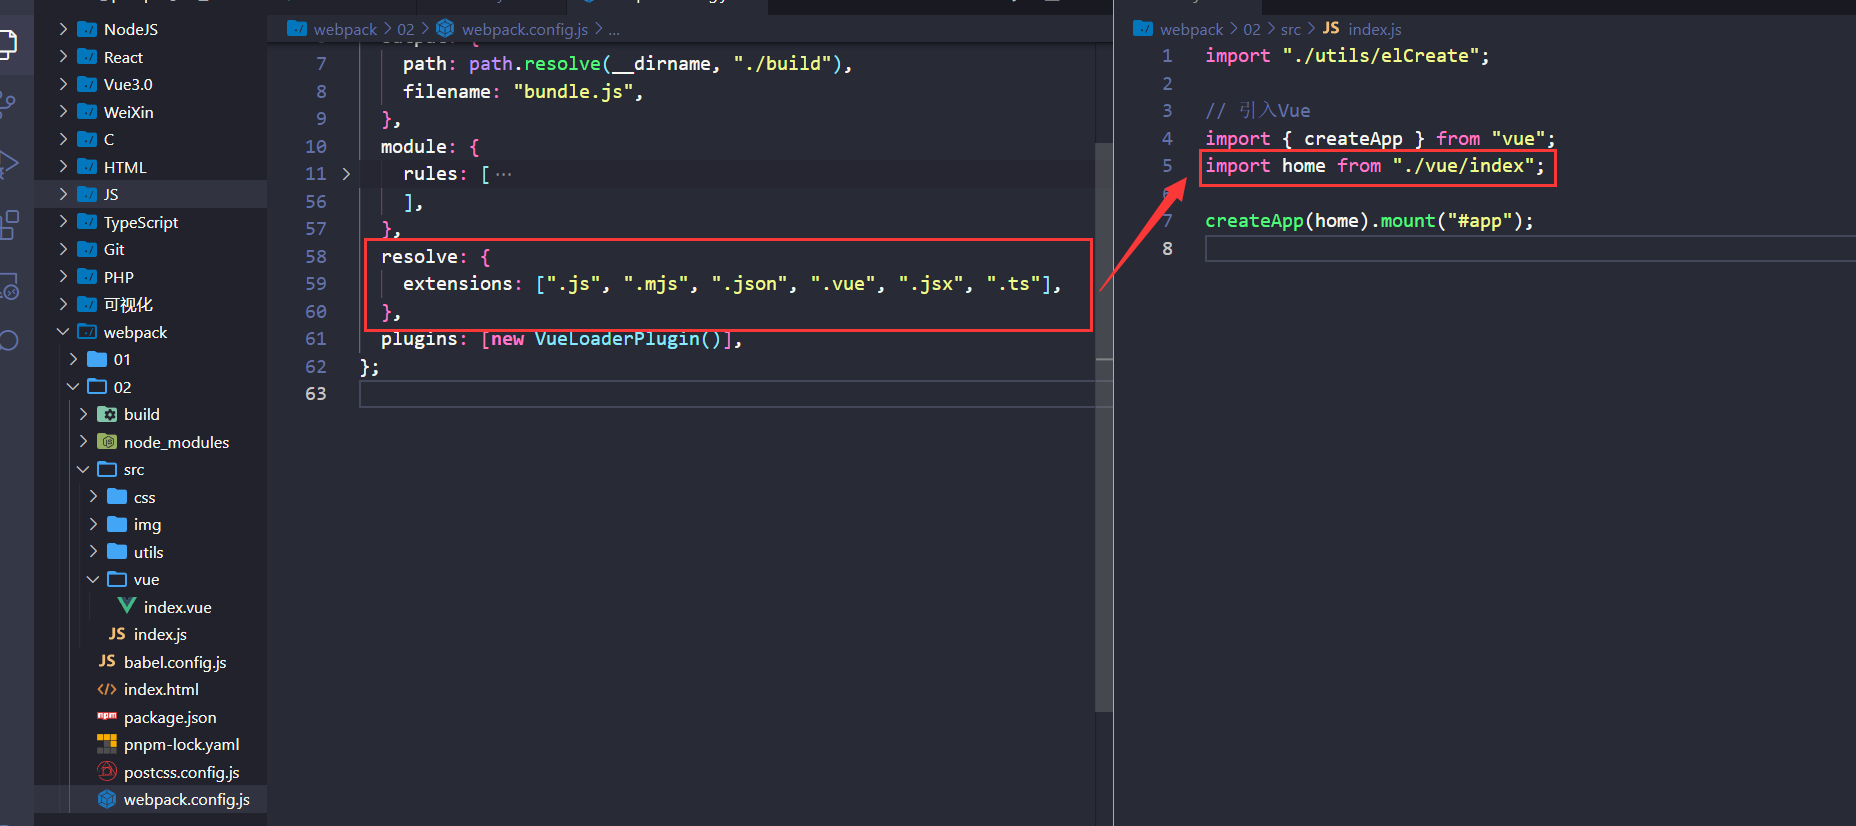 NodeJS
React
Vue3.0
WeiXin
C
HTML
JS
TypeScript
Git
PHP
可视化
webpack
01
02
build
node_modules
src
css
img
utils
vue
index.vue
index.js
babel.config.js
index.html
package.json
pnpm-lock.yaml
postcss.config.js
webpack.config.js
webpack > 02 > webpack.config.js > ...
7 path: path.resolve(__dirname, "./build"),
8 filename: "bundle.js",
9 },
10 module: {
11 rules: [ ...
56 ],
57 },
58 resolve: {
59 extensions: [".js", ".mjs", ".json", ".vue", ".jsx", ".ts"],
60 },
61 plugins: [new VueLoaderPlugin()],
62 };
63
webpack > 02 > src > JS index.js
1 import "./utils/elCreate";
2
3 // 引入Vue
4 import { createApp } from "vue";
5 import home from "./vue/index";
7 createApp(home).mount("#app");
8